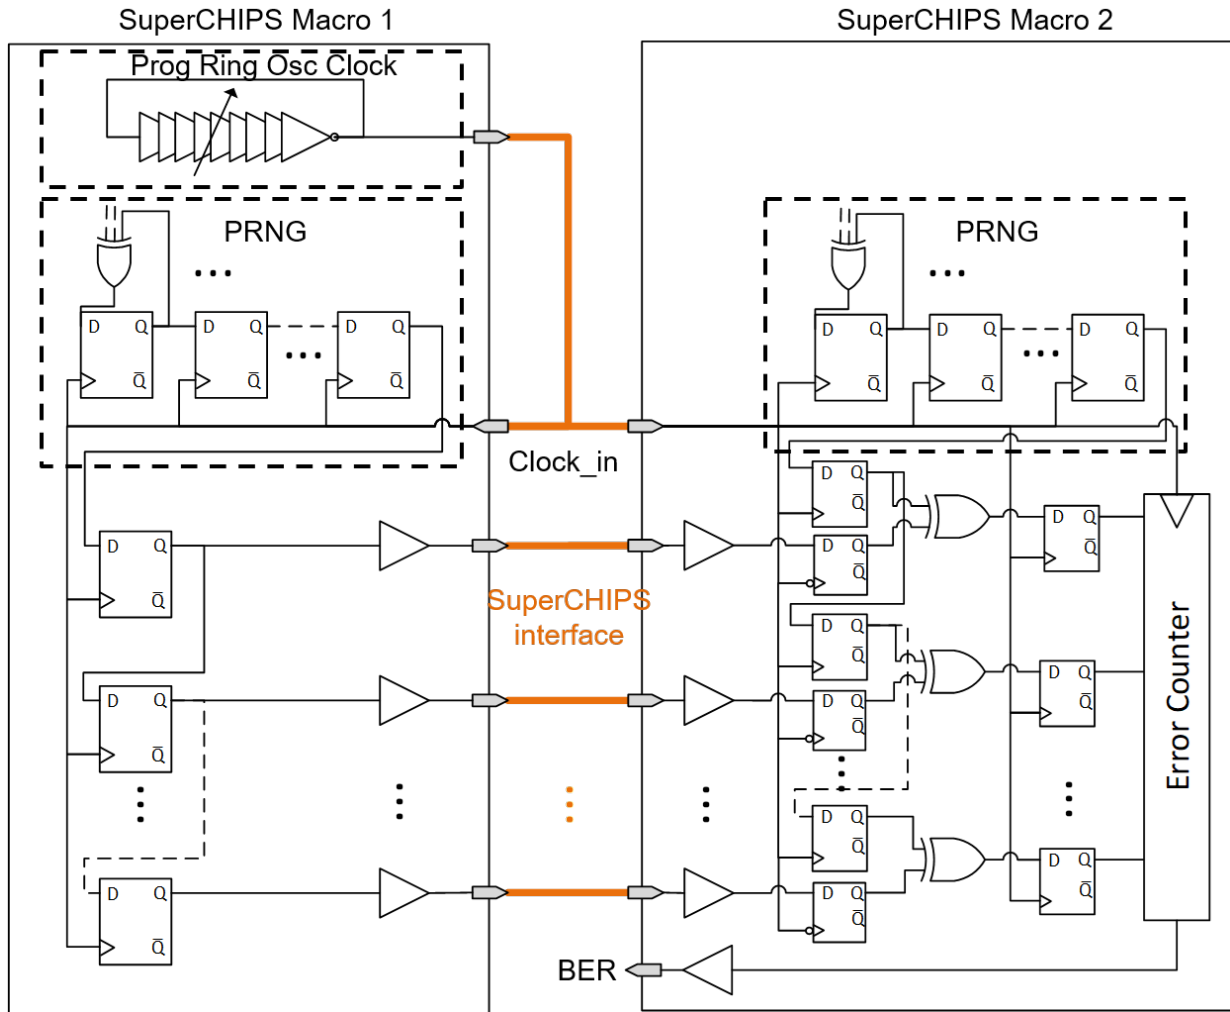 SuperCHIPS Macro 1
SuperCHIPS Macro 2
Prog Ring Osc Clock
PRNG
PRNG
D Q
Q̅
D Q
Q̅
D Q
Q̅
D Q
Q̅
D Q
Q̅
D Q
Q̅
Clock_in
D Q
Q̅
D Q
Q̅
D Q
Q̅
D Q
Q̅
SuperCHIPS
interface
D Q
Q̅
D Q
Q̅
D Q
Q̅
D Q
Q̅
D Q
Q̅
Error Counter
D Q
Q̅
D Q
Q̅
D Q
Q̅
D Q
Q̅
BER